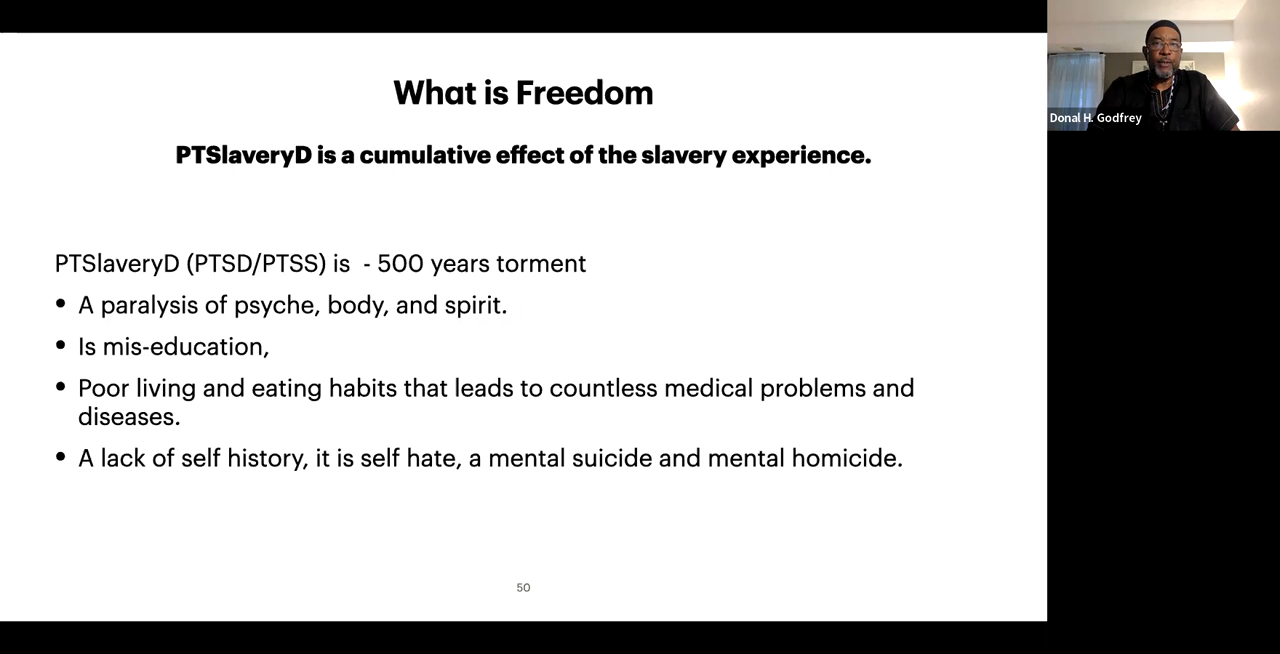 What is Freedom
PTSlaveryD is a cumulative effect of the slavery experience.
PTSlaveryD (PTSD/PTSS) is  - 500 years torment
• A paralysis of psyche, body, and spirit.
• Is mis-education,
• Poor living and eating habits that leads to countless medical problems and
diseases.
• A lack of self history, it is self hate, a mental suicide and mental homicide.
50
Donal H. Godfrey